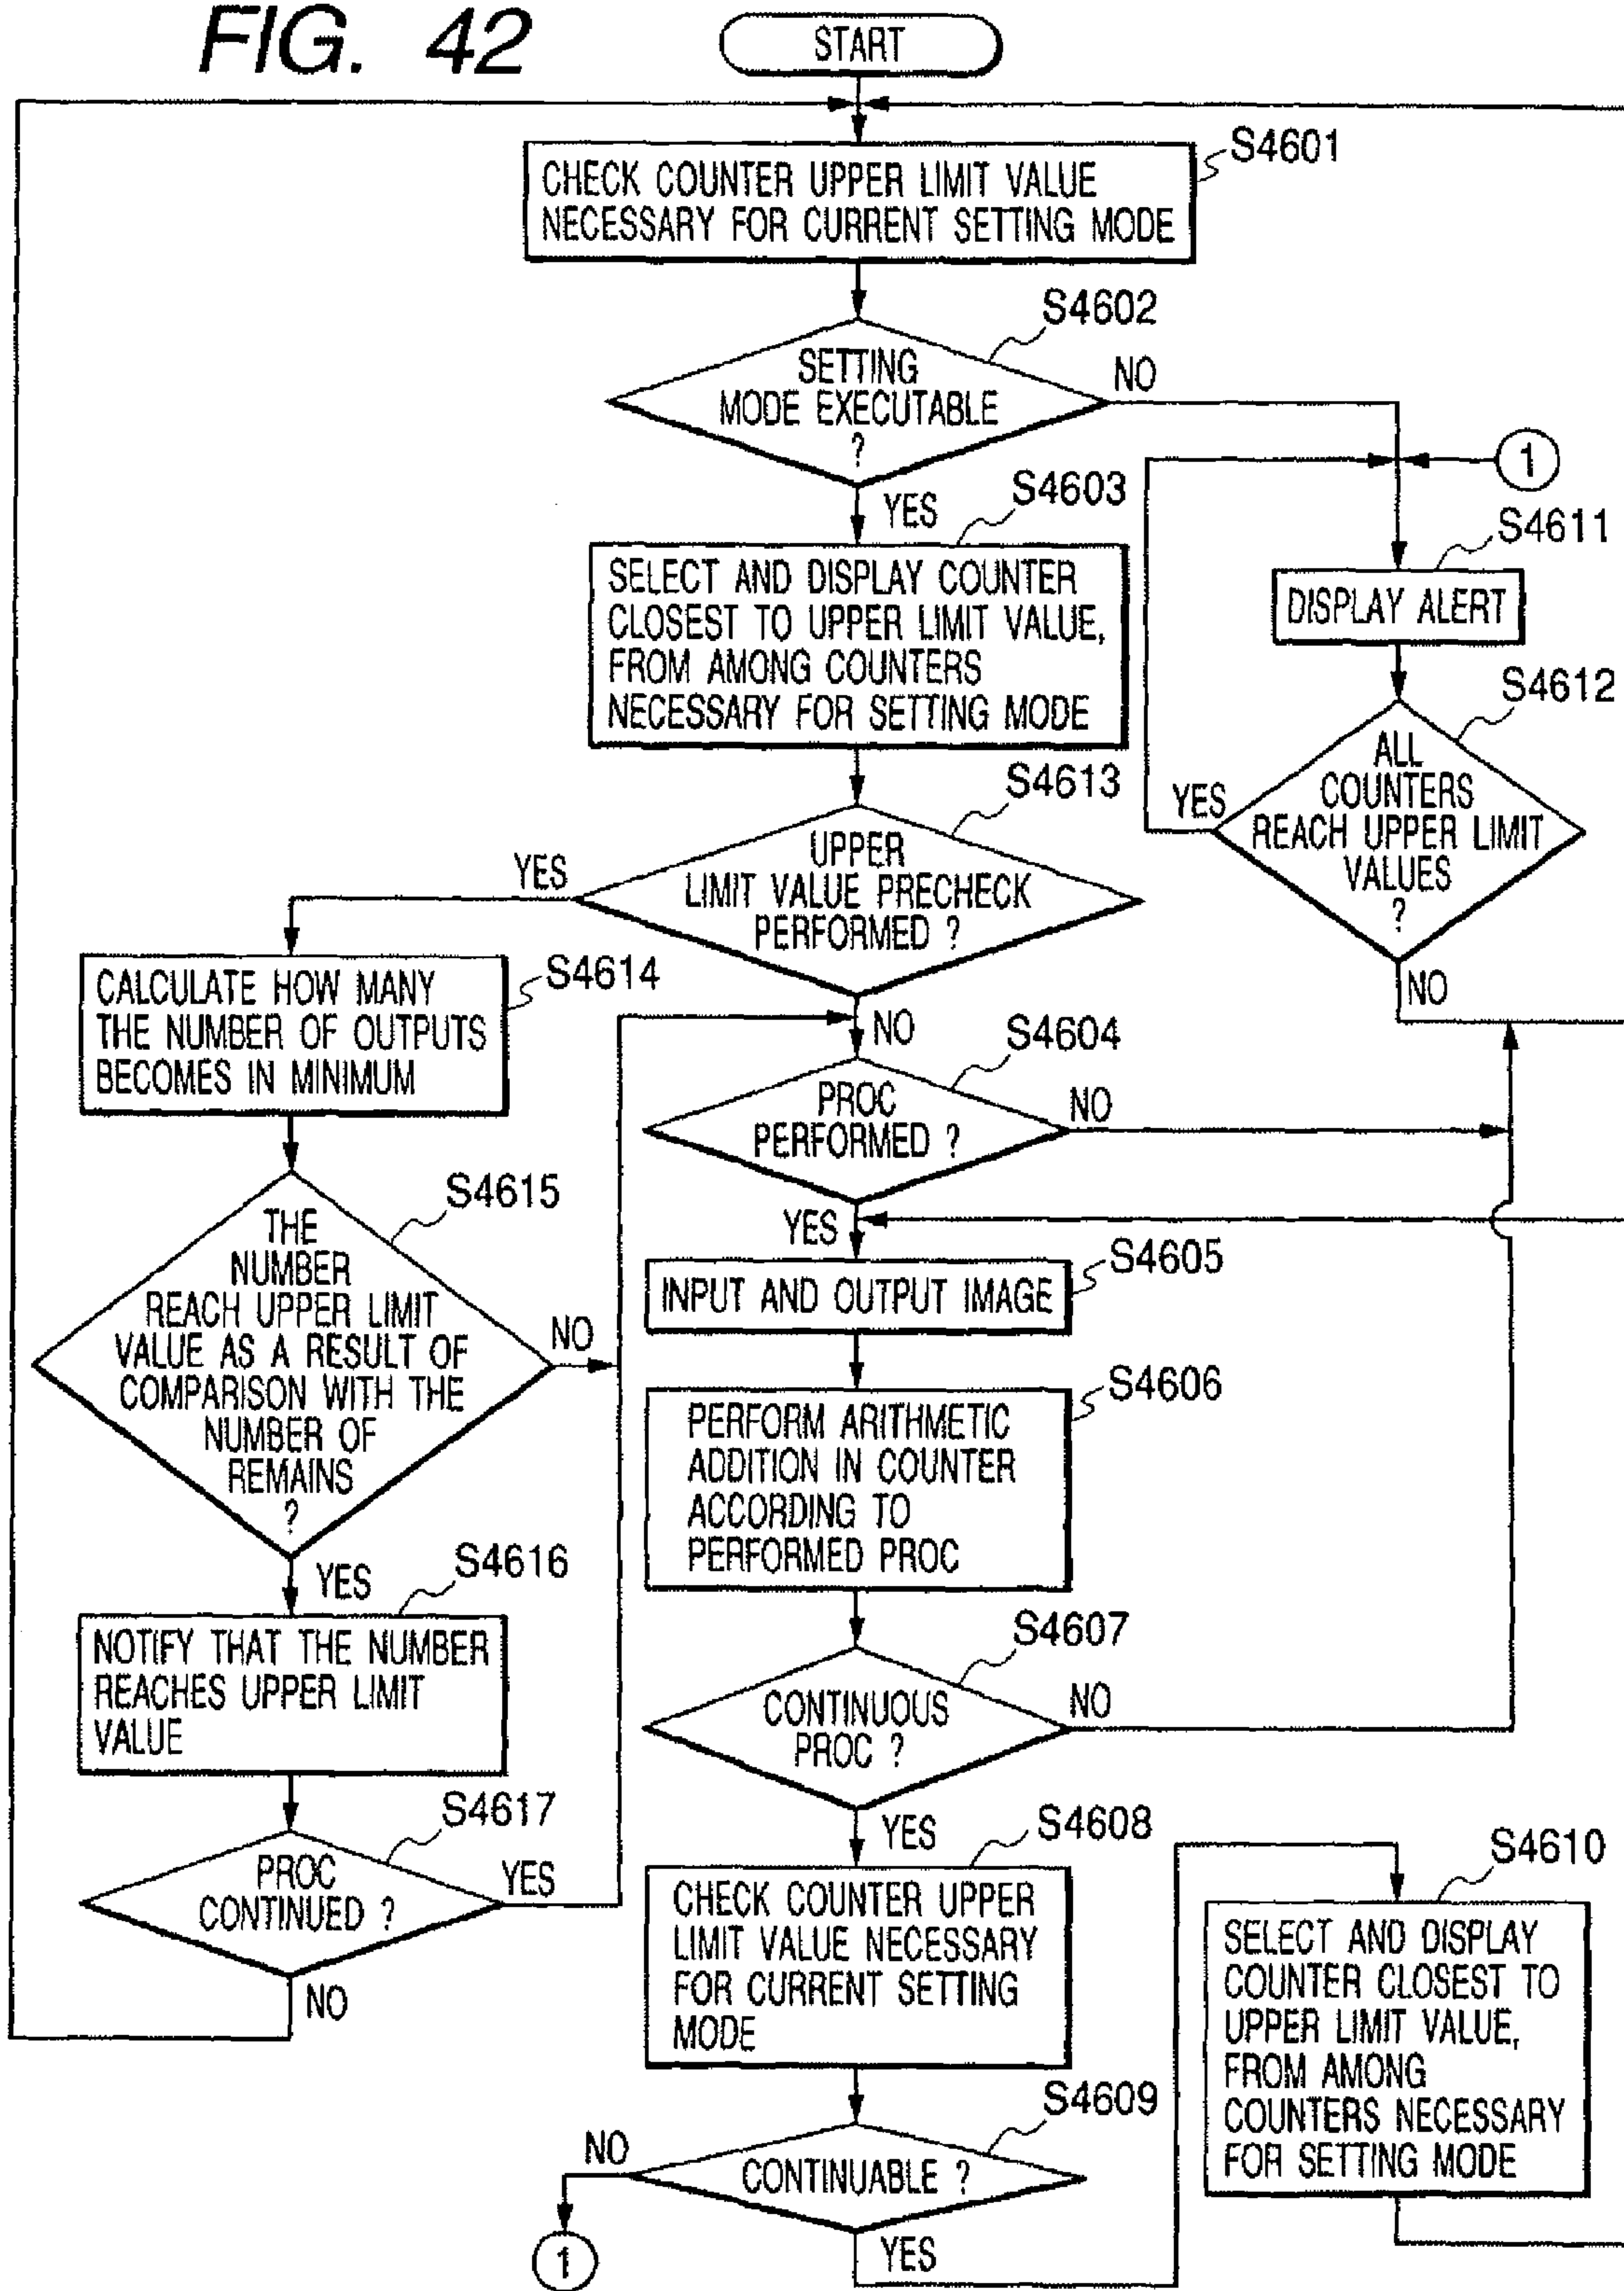 FIG. 42
START
S4601
CHECK COUNTER UPPER LIMIT VALUE
NECESSARY FOR CURRENT SETTING MODE
S4602
SETTING
MODE EXECUTABLE
?
NO
YES
1
S4603
SELECT AND DISPLAY COUNTER
CLOSEST TO UPPER LIMIT VALUE,
FROM AMONG COUNTERS
NECESSARY FOR SETTING MODE
S4611
DISPLAY ALERT
S4612
ALL
COUNTERS
REACH UPPER LIMIT
VALUES
?
YES
NO
S4613
UPPER
LIMIT VALUE PRECHECK
PERFORMED ?
YES
NO
S4614
CALCULATE HOW MANY
THE NUMBER OF OUTPUTS
BECOMES IN MINIMUM
S4604
PROC
PERFORMED ?
NO
YES
S4615
THE
NUMBER
REACH UPPER LIMIT
VALUE AS A RESULT OF
COMPARISON WITH THE
NUMBER OF
REMAINS
?
NO
YES
S4605
INPUT AND OUTPUT IMAGE
S4606
PERFORM ARITHMETIC
ADDITION IN COUNTER
ACCORDING TO
PERFORMED PROC
S4616
NOTIFY THAT THE NUMBER
REACHES UPPER LIMIT
VALUE
S4607
CONTINUOUS
PROC ?
NO
YES
S4617
PROC
CONTINUED ?
YES
NO
S4608
CHECK COUNTER UPPER
LIMIT VALUE NECESSARY
FOR CURRENT SETTING
MODE
S4609
CONTINUABLE ?
NO
1
YES
S4610
SELECT AND DISPLAY
COUNTER CLOSEST TO
UPPER LIMIT VALUE,
FROM AMONG
COUNTERS NECESSARY
FOR SETTING MODE